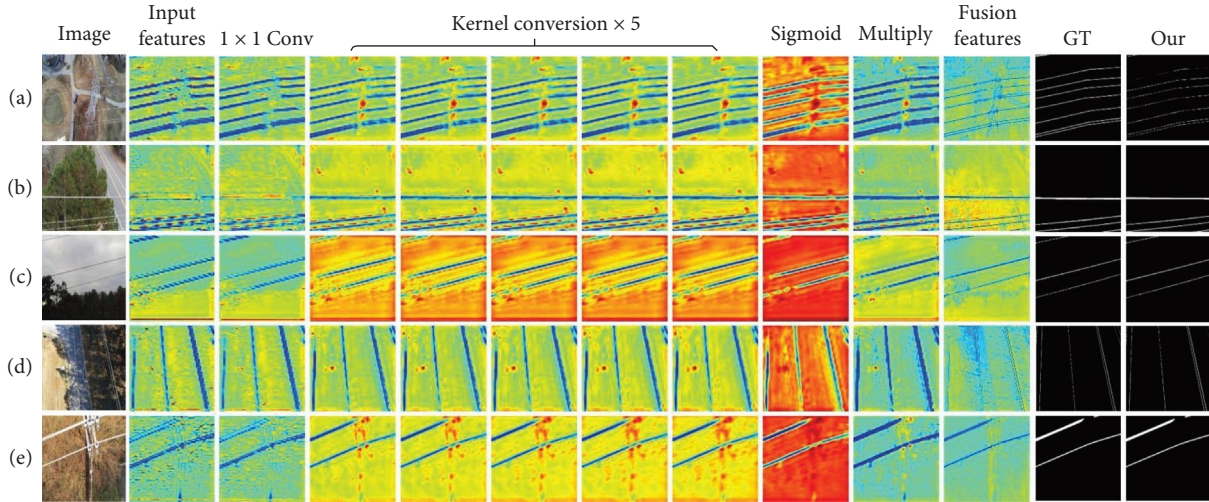 Image
Input
features
1 × 1 Conv
Kernel conversion × 5
Sigmoid
Multiply
Fusion
features
GT
Our
(a)
(b)
(c)
(d)
(e)